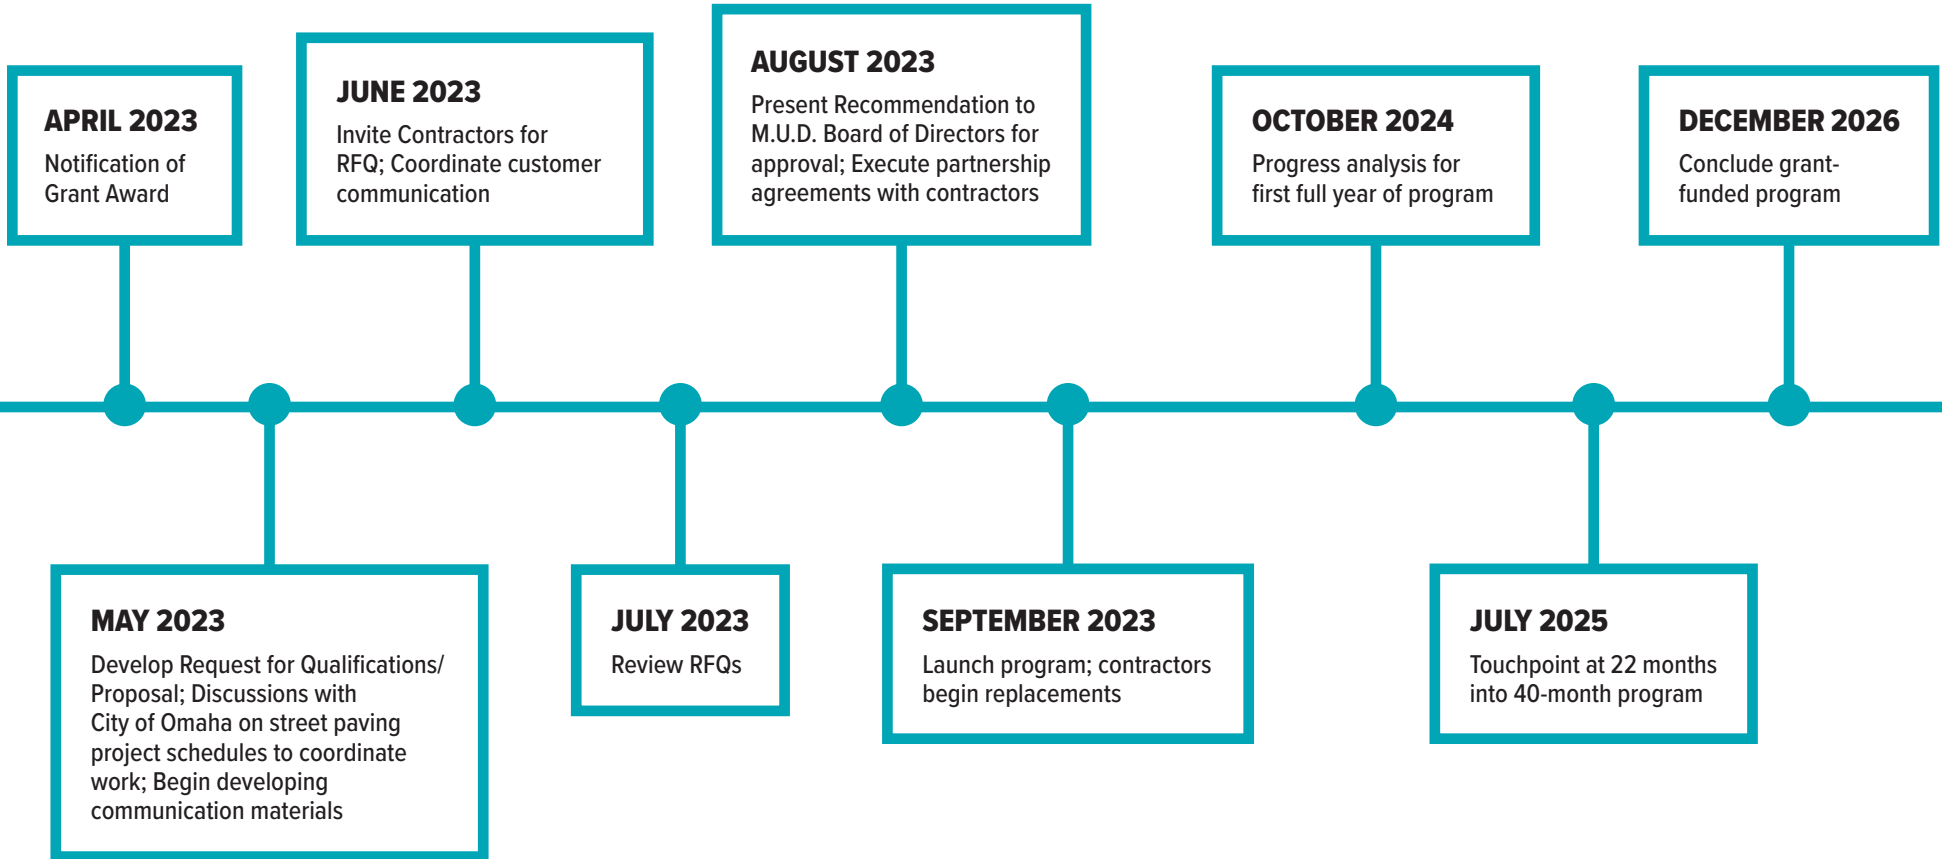 APRIL 2023
Notification of
Grant Award
MAY 2023
Develop Request for Qualifications/
Proposal; Discussions with
City of Omaha on street paving
project schedules to coordinate
work; Begin developing
communication materials
JUNE 2023
Invite Contractors for
RFQ; Coordinate customer
communication
JULY 2023
Review RFQs
AUGUST 2023
Present Recommendation to
M.U.D. Board of Directors for
approval; Execute partnership
agreements with contractors
SEPTEMBER 2023
Launch program; contractors
begin replacements
OCTOBER 2024
Progress analysis for
first full year of program
JULY 2025
Touchpoint at 22 months
into 40-month program
DECEMBER 2026
Conclude grant-
funded program